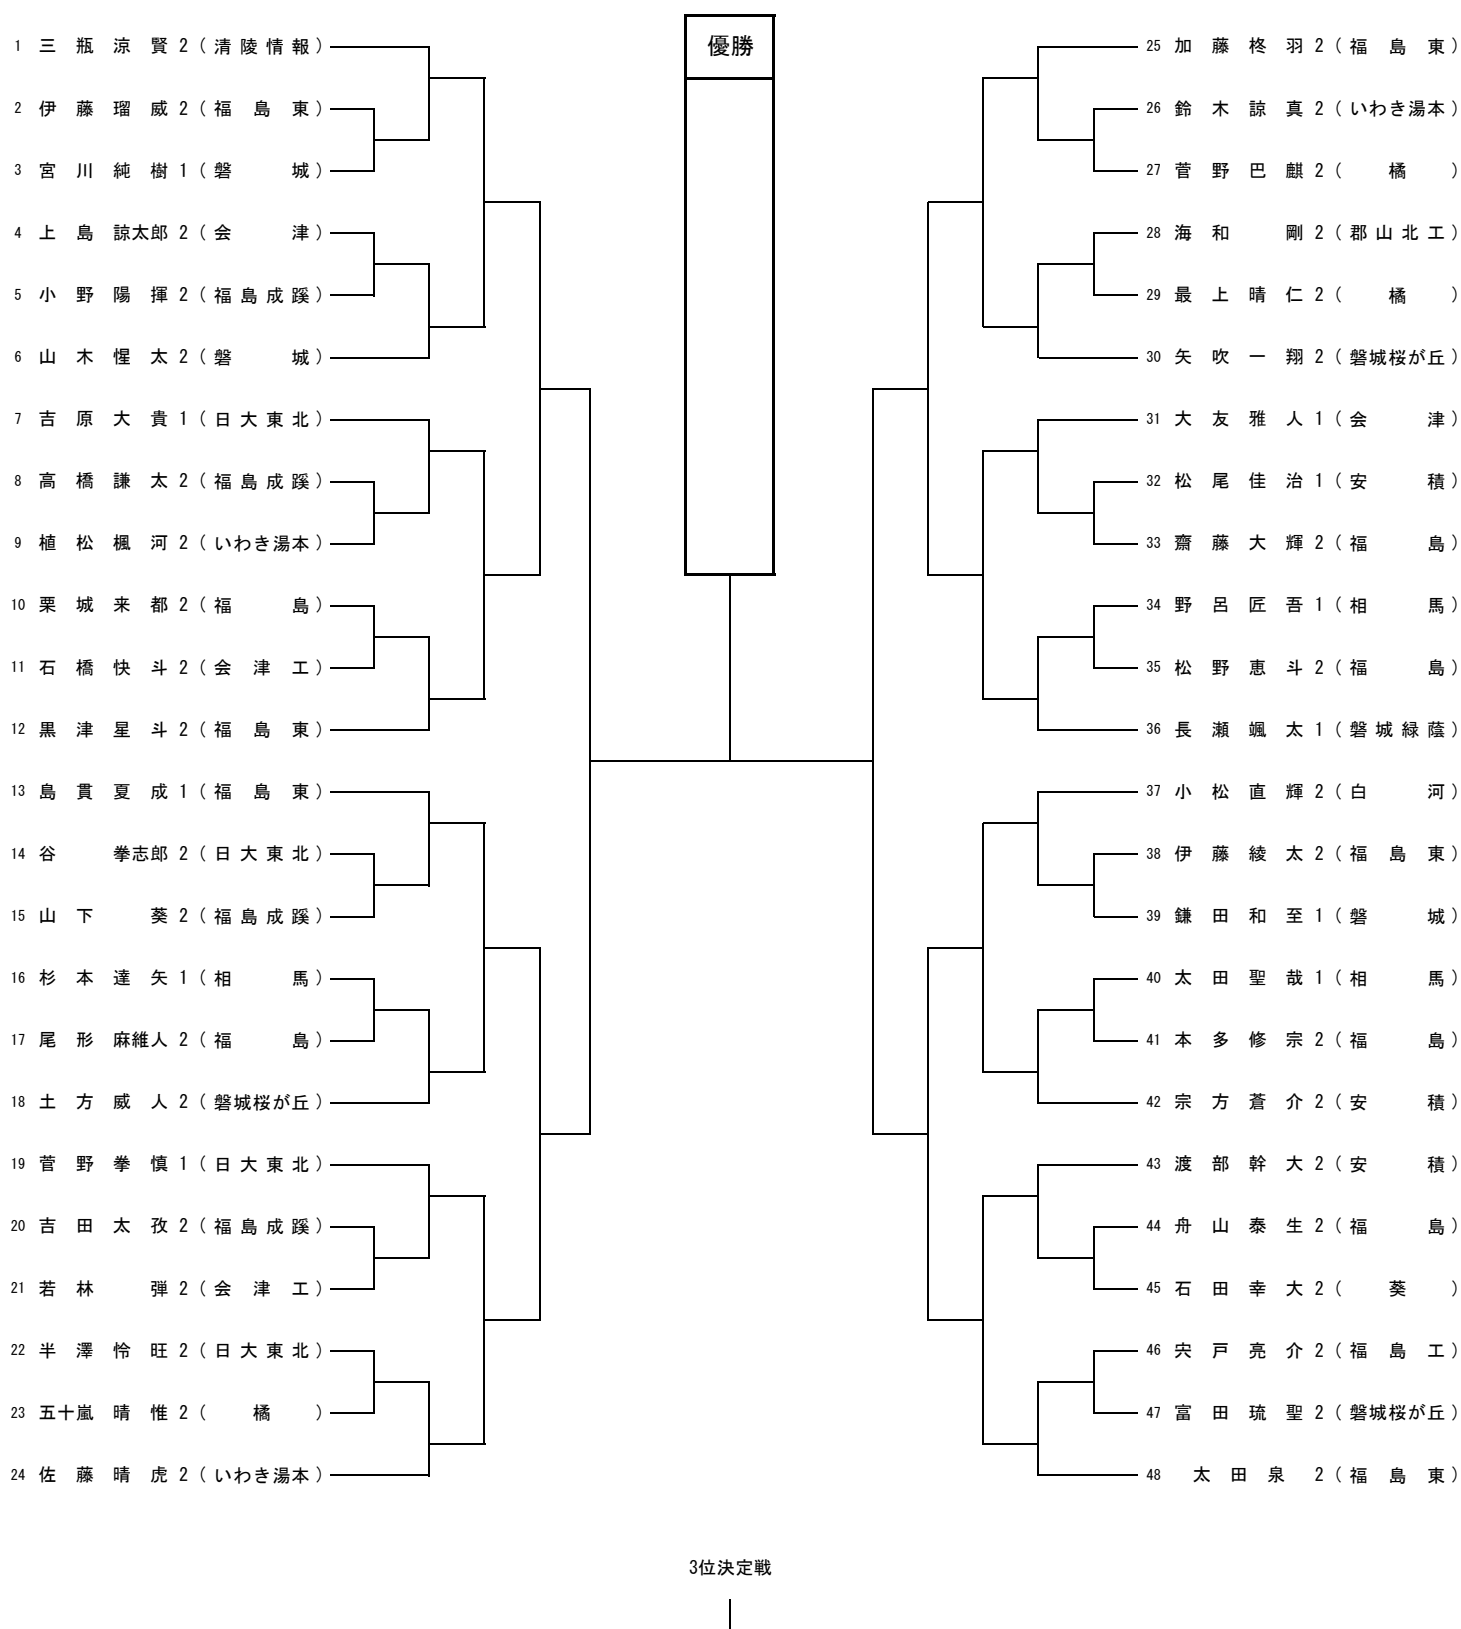 優勝
1 三瓶涼賢 2 (清陵情報)
2 伊藤瑠威 2 (福島東)
3 宮川純樹 1 (磐城)
4 上島諒太郎 2 (会津)
5 小野陽揮 2 (福島成蹊)
6 山木惺太 2 (磐城)
7 吉原大貴 1 (日大東北)
8 高橋謙太 2 (福島成蹊)
9 植松楓河 2 (いわき湯本)
10 栗城来都 2 (福島)
11 石橋快斗 2 (会津工)
12 黒津星斗 2 (福島東)
13 島貫夏成 1 (福島東)
14 谷拳志郎 2 (日大東北)
15 山下葵 2 (福島成蹊)
16 杉本達矢 1 (相馬)
17 尾形麻維人 2 (福島)
18 土方威人 2 (磐城桜が丘)
19 菅野拳慎 1 (日大東北)
20 吉田太孜 2 (福島成蹊)
21 若林弾 2 (会津工)
22 半澤怜旺 2 (日大東北)
23 五十嵐晴惟 2 (橘)
24 佐藤晴虎 2 (いわき湯本)
25 加藤柊羽 2 (福島東)
26 鈴木諒真 2 (いわき湯本)
27 菅野巴麒 2 (橘)
28 海和剛 2 (郡山北工)
29 最上晴仁 2 (橘)
30 矢吹一翔 2 (磐城桜が丘)
31 大友雅人 1 (会津)
32 松尾佳治 1 (安積)
33 齋藤大輝 2 (福島)
34 野呂匠吾 1 (相馬)
35 松野恵斗 2 (福島)
36 長瀬颯太 1 (磐城緑蔭)
37 小松直輝 2 (白河)
38 伊藤綾太 2 (福島東)
39 鎌田和至 1 (磐城)
40 太田聖哉 1 (相馬)
41 本多修宗 2 (福島)
42 宗方蒼介 2 (安積)
43 渡部幹大 2 (安積)
44 舟山泰生 2 (福島)
45 石田幸大 2 (葵)
46 宍戸亮介 2 (福島工)
47 富田琉聖 2 (磐城桜が丘)
48 太田泉 2 (福島東)
3位決定戦